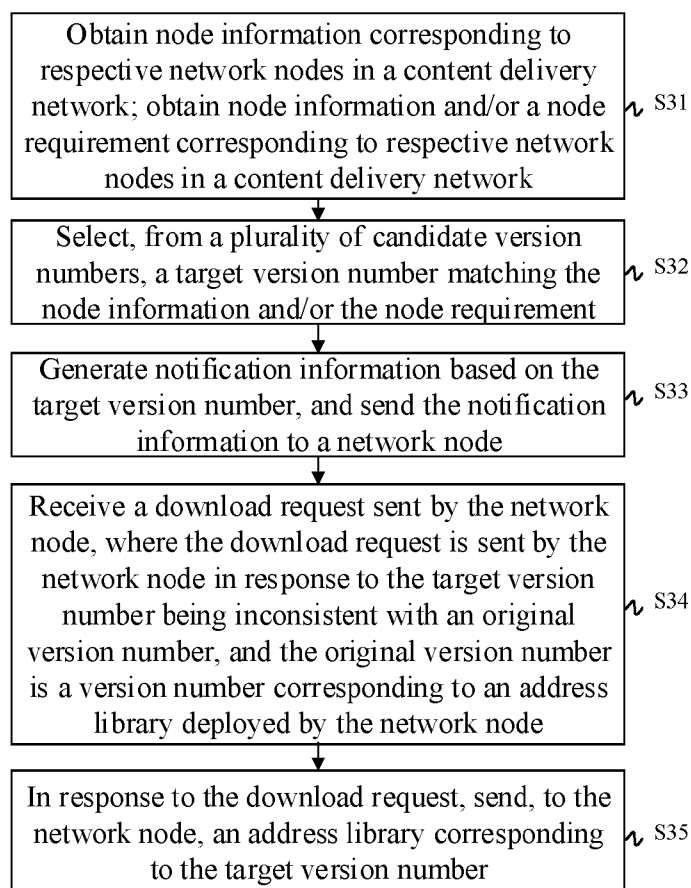 Obtain node information corresponding to
respective network nodes in a content delivery
network; obtain node information and/or a node
requirement corresponding to respective network
nodes in a content delivery network
S31
Select, from a plurality of candidate version
numbers, a target version number matching the
node information and/or the node requirement
S32
Generate notification information based on the
target version number, and send the notification
information to a network node
S33
Receive a download request sent by the network
node, where the download request is sent by the
network node in response to the target version
number being inconsistent with an original
version number, and the original version number
is a version number corresponding to an address
library deployed by the network node
S34
In response to the download request, send, to the
network node, an address library corresponding
to the target version number
S35